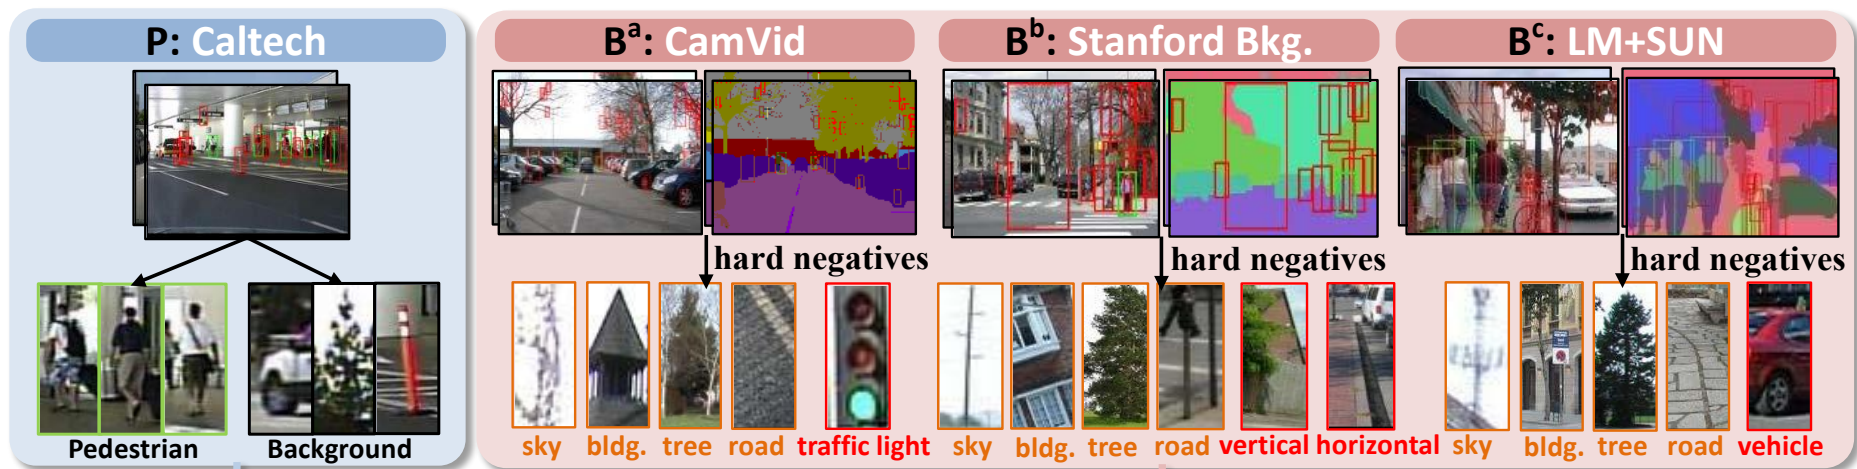 P: Caltech
Pedestrian
Background
Bᵃ: CamVid
hard negatives
sky bldg. tree road traffic light
Bᵇ: Stanford Bkg.
hard negatives
sky bldg. tree road vertical horizontal
Bᶜ: LM+SUN
hard negatives
sky bldg. tree road vehicle